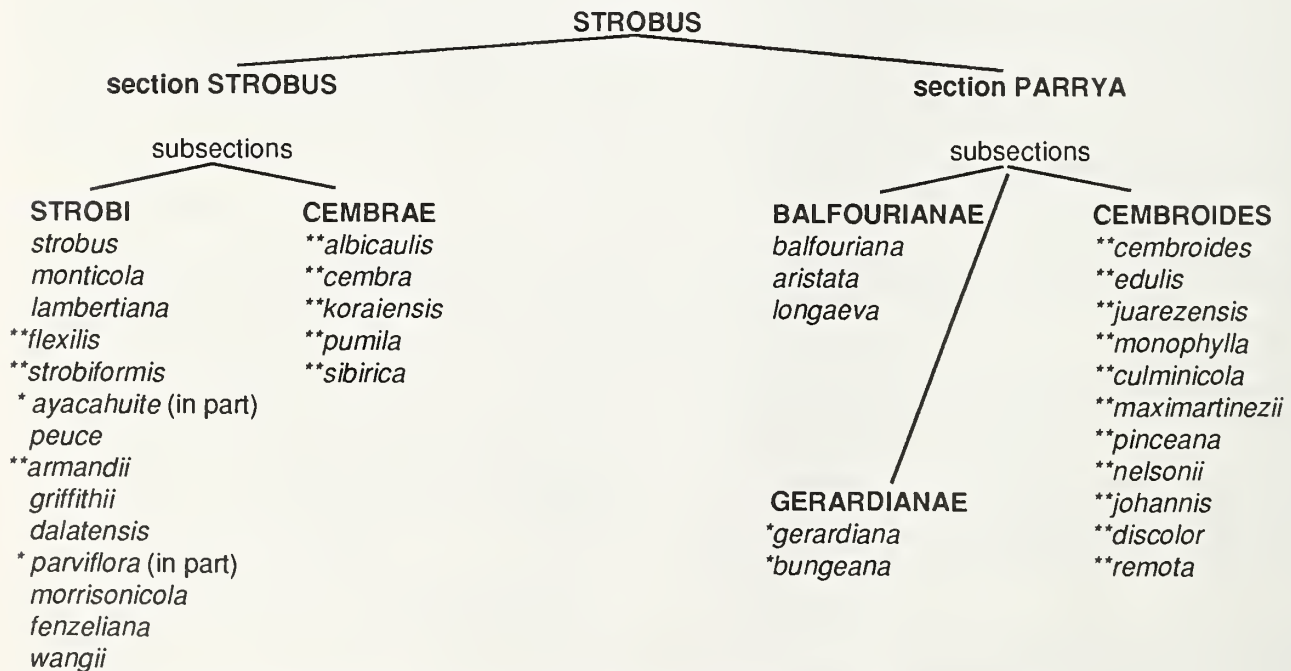 STROBUS
section STROBUS
subsections
STROBI
strobus
monticola
lambertiana
**flexilis
**strobiformis
* ayacahuite (in part)
peuce
**armandii
griffithii
dalatensis
* parviflora (in part)
morrisonicola
fenzeliana
wangii
CEMBRAE
**albicaulis
**cembra
**koraiensis
**pumila
**sibirica
section PARRYA
subsections
BALFOURIANAE
balfouriana
aristata
longaeva
GERARDIANAE
*gerardiana
*bungeana
CEMBROIDES
**cembroides
**edulis
**juarezensis
**monophylla
**culminicola
**maximartinezii
**pinceana
**nelsonii
**johannis
**discolor
**remota